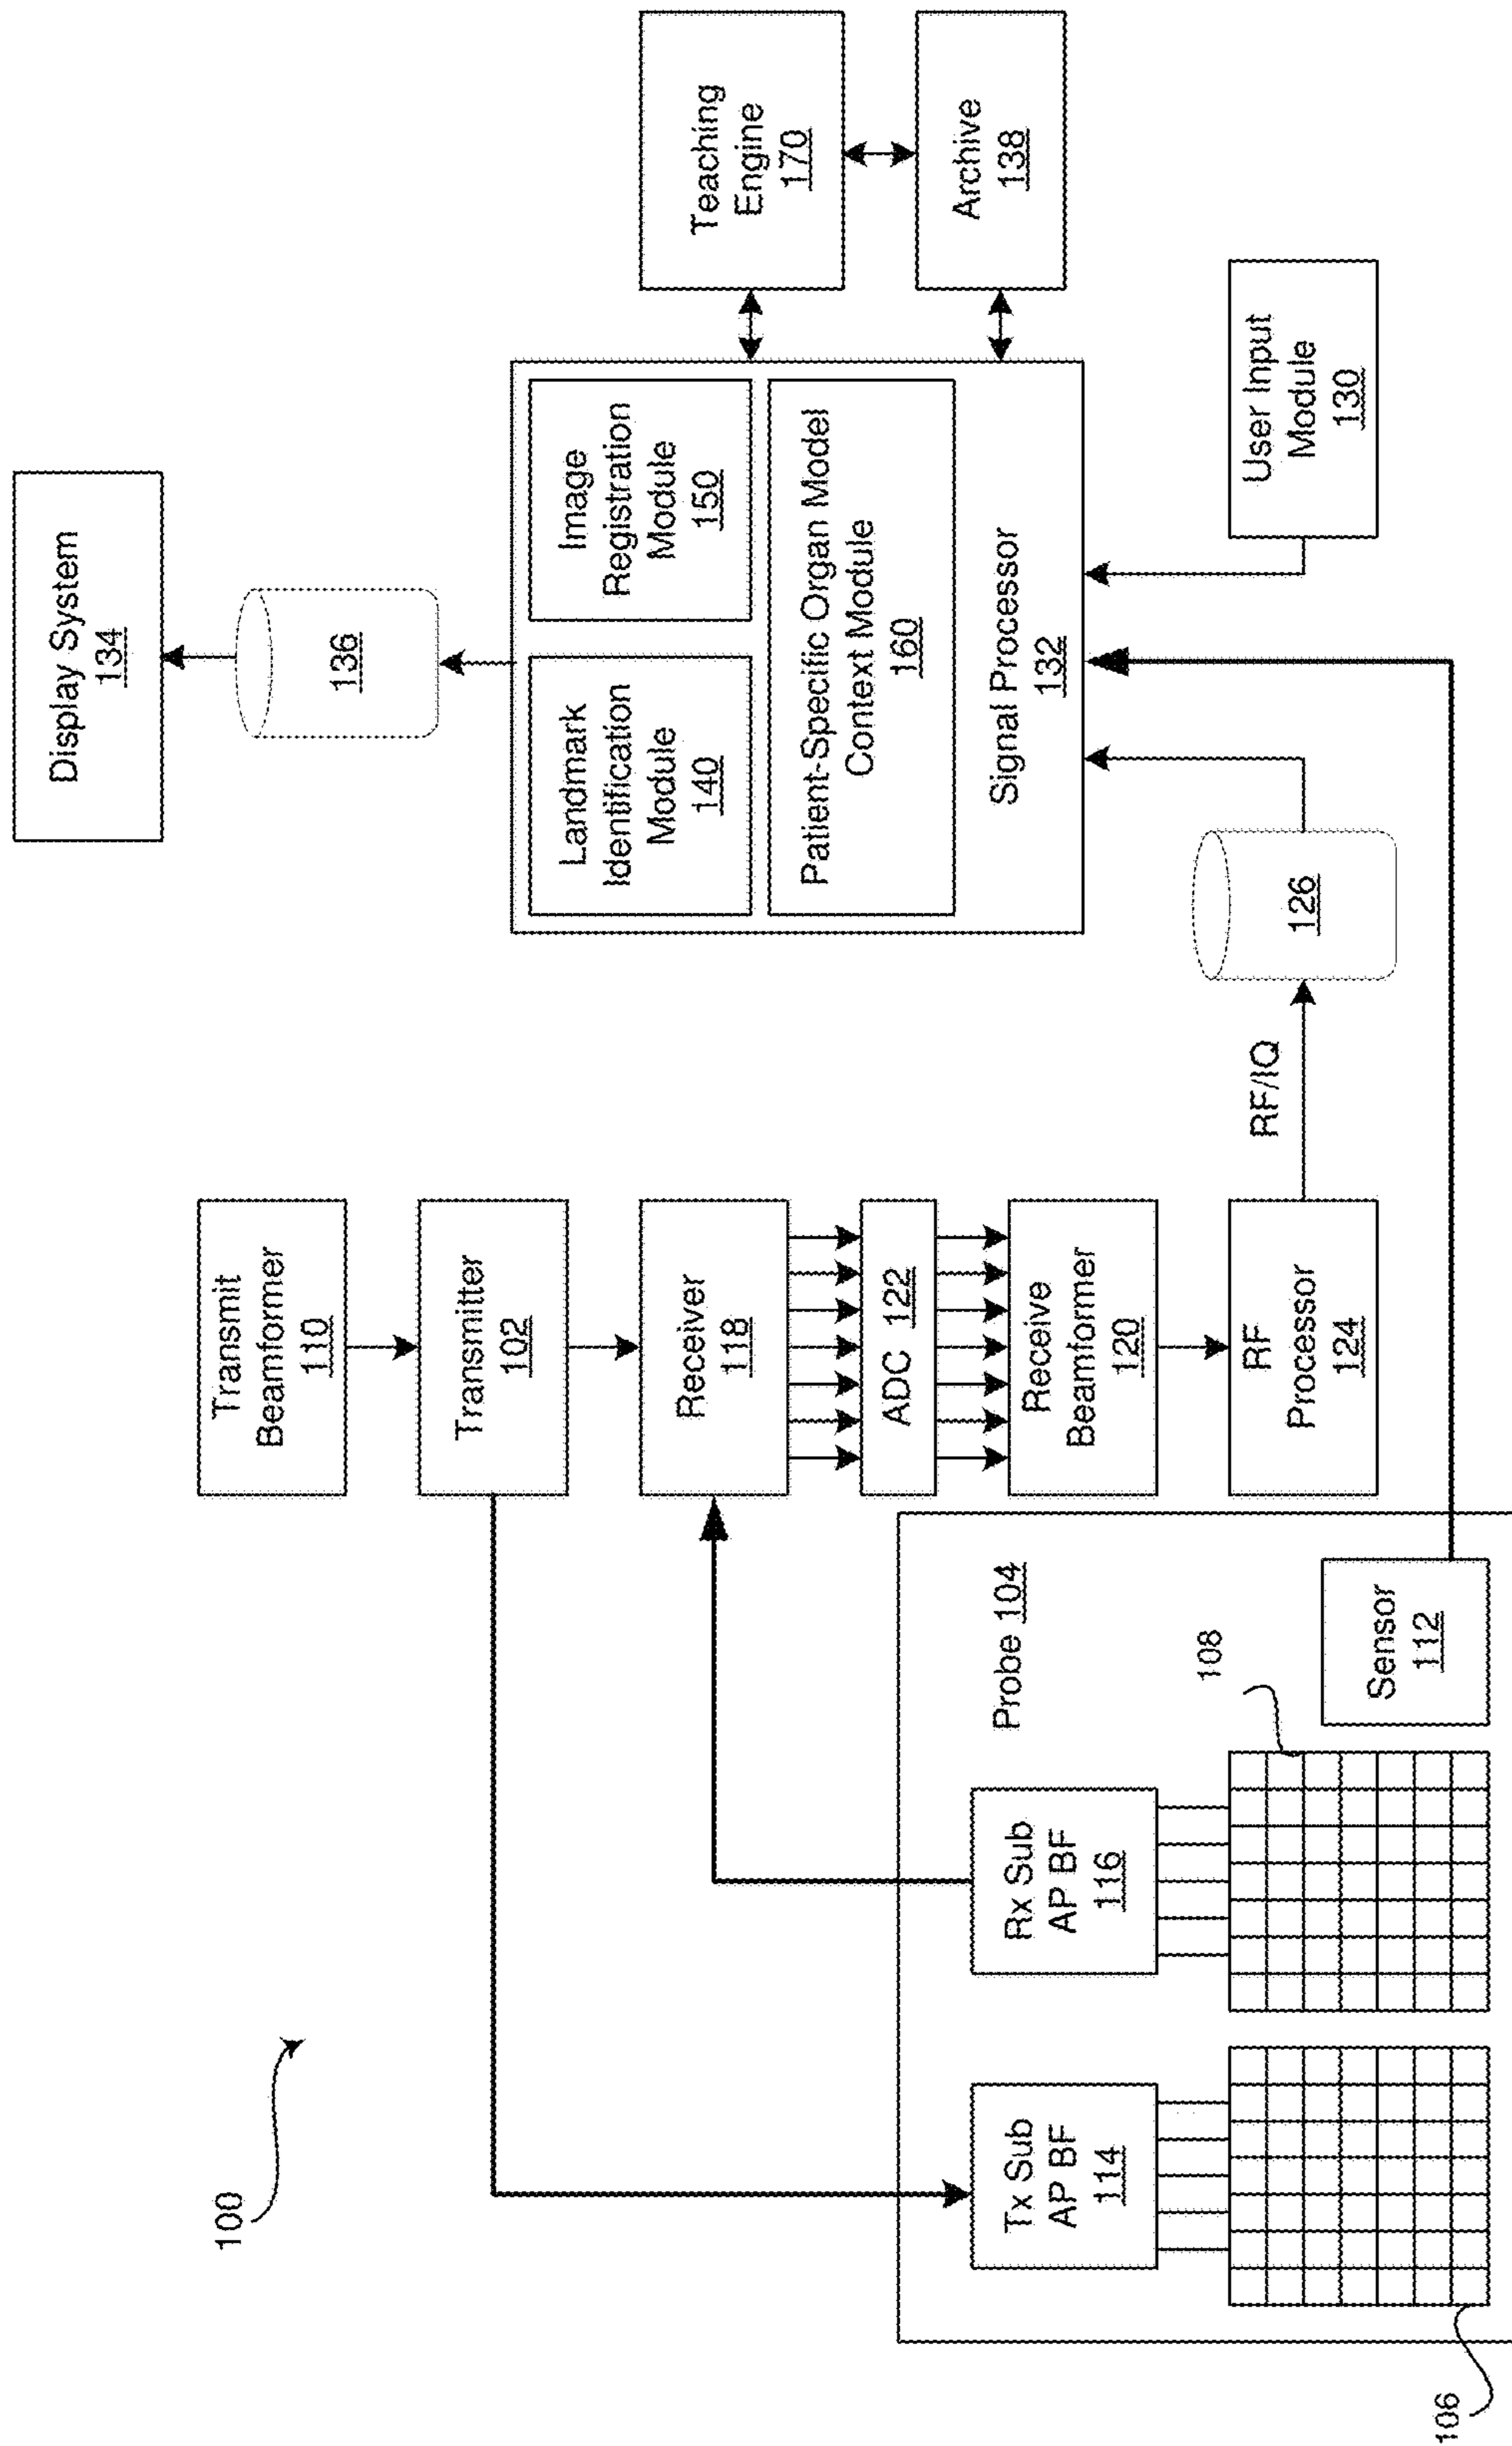 100
Transmit
Beamformer
110
Transmitter
102
Receiver
118
ADC 122
Receive
Beamformer
120
RF
Processor
124
RF/IQ
126
Probe 104
Tx Sub
AP BF
114
Rx Sub
AP BF
116
106
108
Sensor
112
Display System
134
136
Landmark
Identification
Module
140
Image
Registration
Module
150
Patient-Specific Organ Model
Context Module
160
Signal Processor
132
Teaching
Engine
170
Archive
138
User Input
Module
130